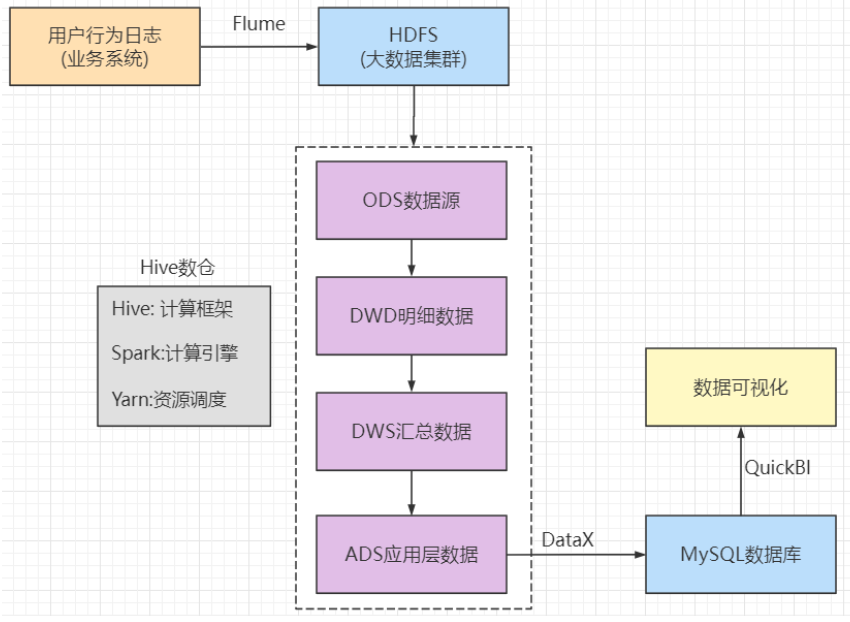 用户行为日志
(业务系统)
Flume
HDFS
(大数据集群)
ODS数据源
Hive数仓
Hive: 计算框架
Spark:计算引擎
Yarn:资源调度
DWD明细数据
DWS汇总数据
ADS应用层数据
DataX
MySQL数据库
QuickBI
数据可视化